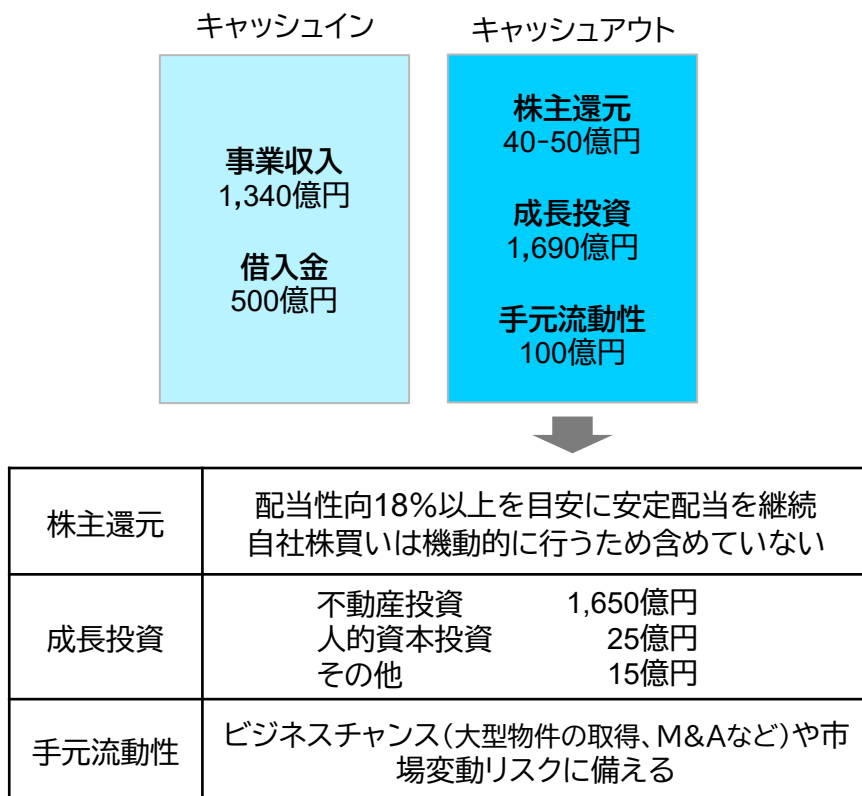 キャッシュイン
キャッシュアウト
事業収入
1,340億円
借入金
500億円
株主還元
40-50億円
成長投資
1,690億円
手元流動性
100億円
株主還元
配当性向18%以上を目安に安定配当を継続
自社株買いは機動的に行うため含めていない
成長投資
不動産投資 1,650億円
人的資本投資 25億円
その他 15億円
手元流動性
ビジネスチャンス(大型物件の取得、M&Aなど)や市
場変動リスクに備える